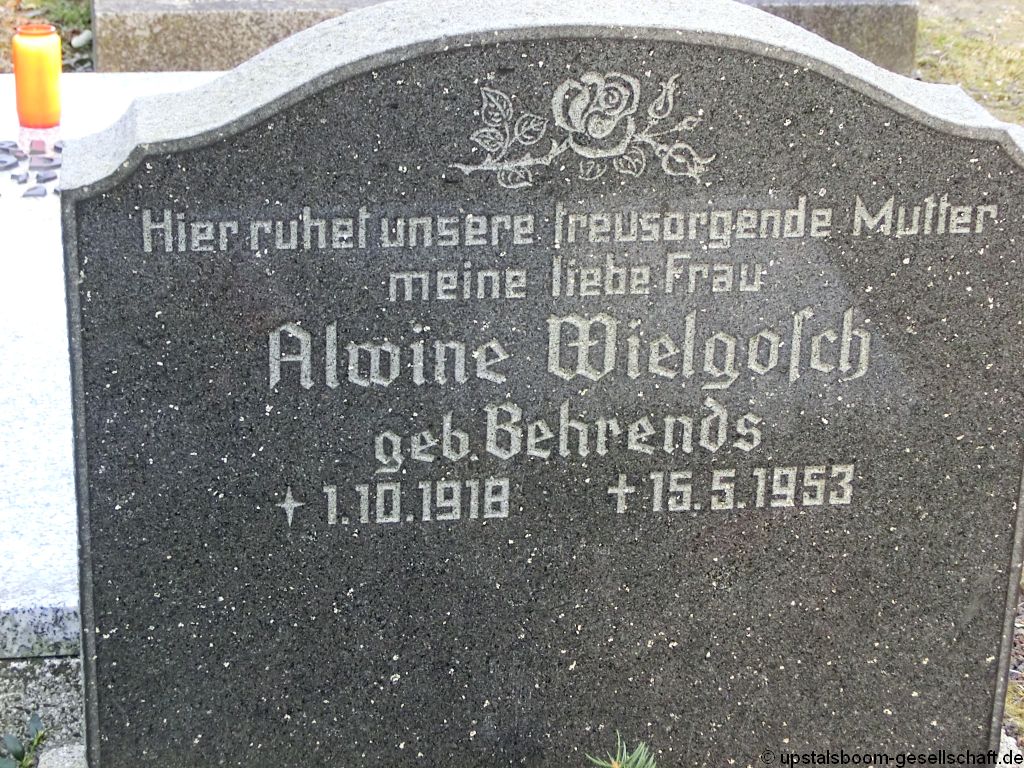 Hier ruhet unsere treusorgende Mutter
meine liebe Frau
Alwine Wielgoſch
geb. Behrends
1.10.1918 † 15.5.1953
© upstalsboom-gesellschaft.de